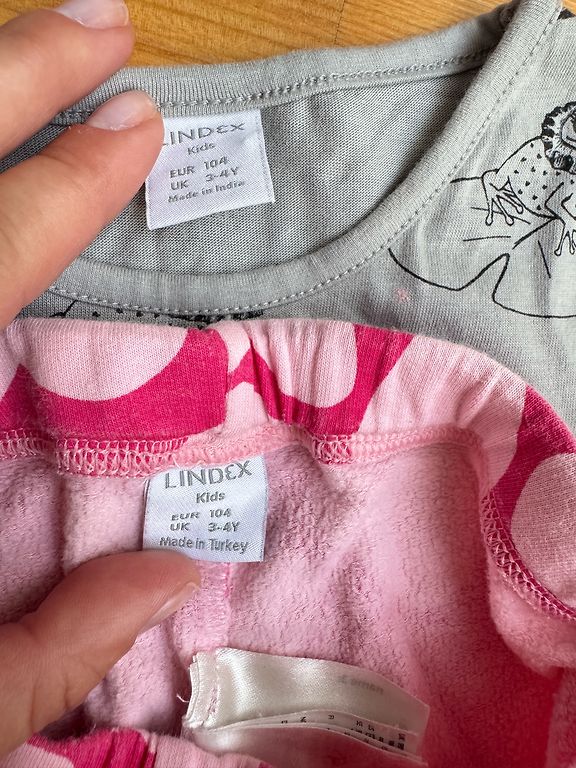 LINDEX
Kids
EUR 104
UK 3-4Y
Made in India
LINDEX
Kids
EUR 104
UK 3-4Y
Made in Turkey